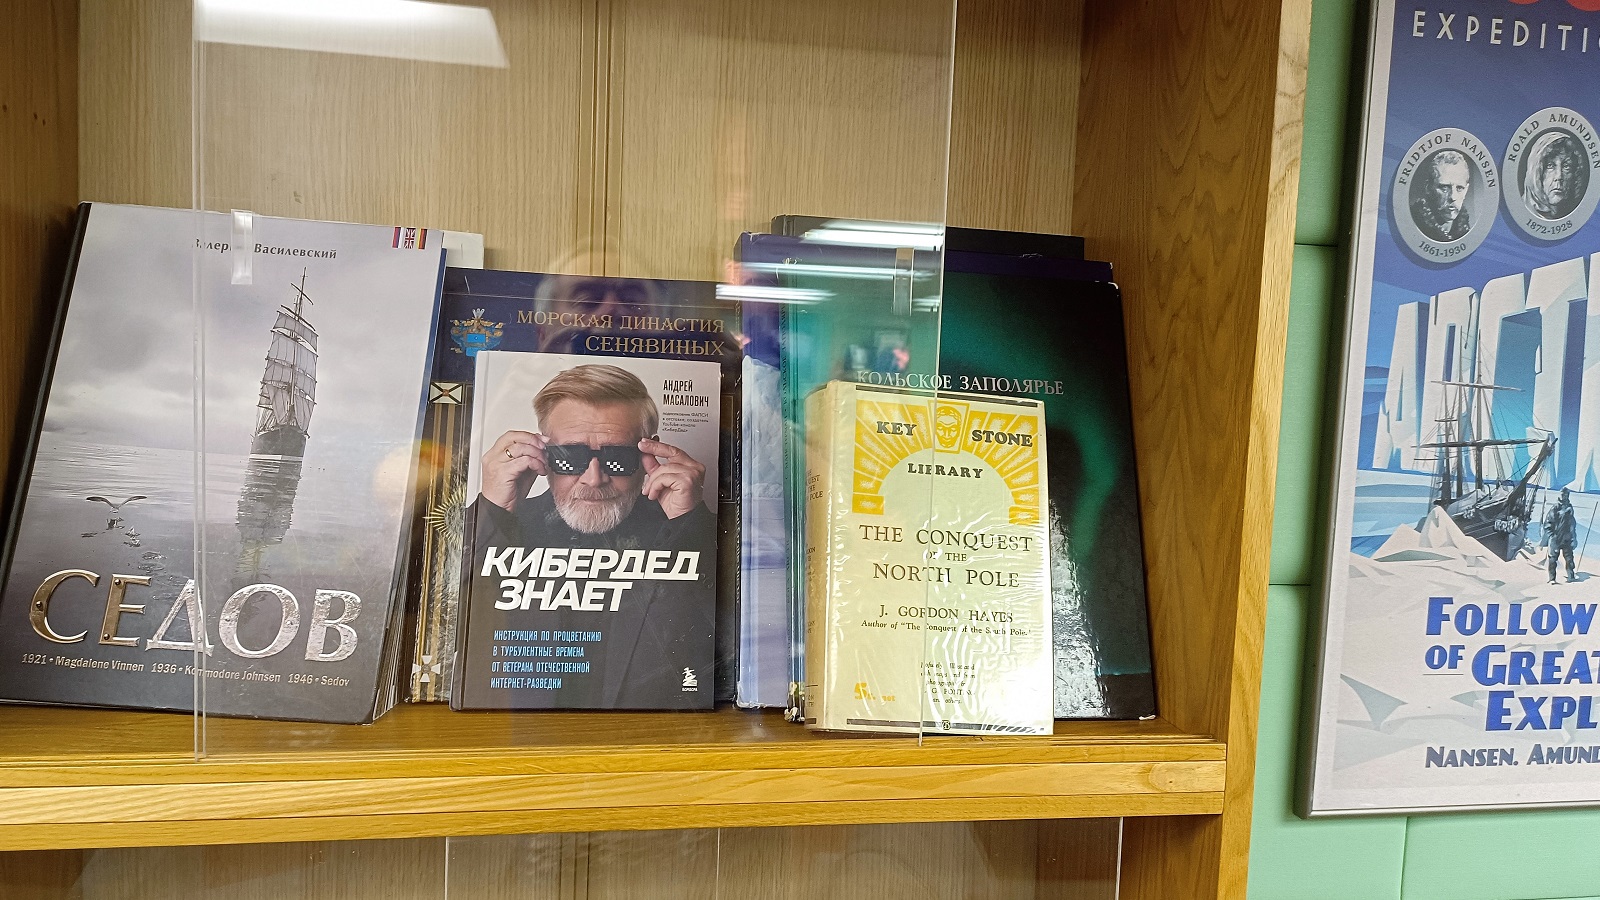 Василевский
СЕДОВ
1921 • Magdalene Vinnen 1936 • Kommodore Johnsen 1946 • Sedov
МОРСКАЯ ДИНАСТИЯ
СЕНЯВИНЫХ
АНДРЕЙ
МАСАЛОВИЧ
КИБЕРДЕД
ЗНАЕТ
ИНСТРУКЦИЯ ПО ПРОЦВЕТАНИЮ
В ТУРБУЛЕНТНЫЕ ВРЕМЕНА
ОТ ВЕТЕРАНА ОТЕЧЕСТВЕННОЙ
ИНТЕРНЕТ-РАЗВЕДКИ
БОМБОРА
КОЛЬСКОЕ ЗАПОЛЯРЬЕ
KEY STONE
LIBRARY
THE CONQUEST
OF THE
NORTH POLE
J. GORDON HAYES
Author of "The Conquest of the South Pole."
EXPEDITIO
FRIDTJOF NANSEN
1861-1930
ROALD AMUNDSEN
1872-1928
ARCTI
FOLLOW
OF GREAT
EXPL
NANSEN. AMUND